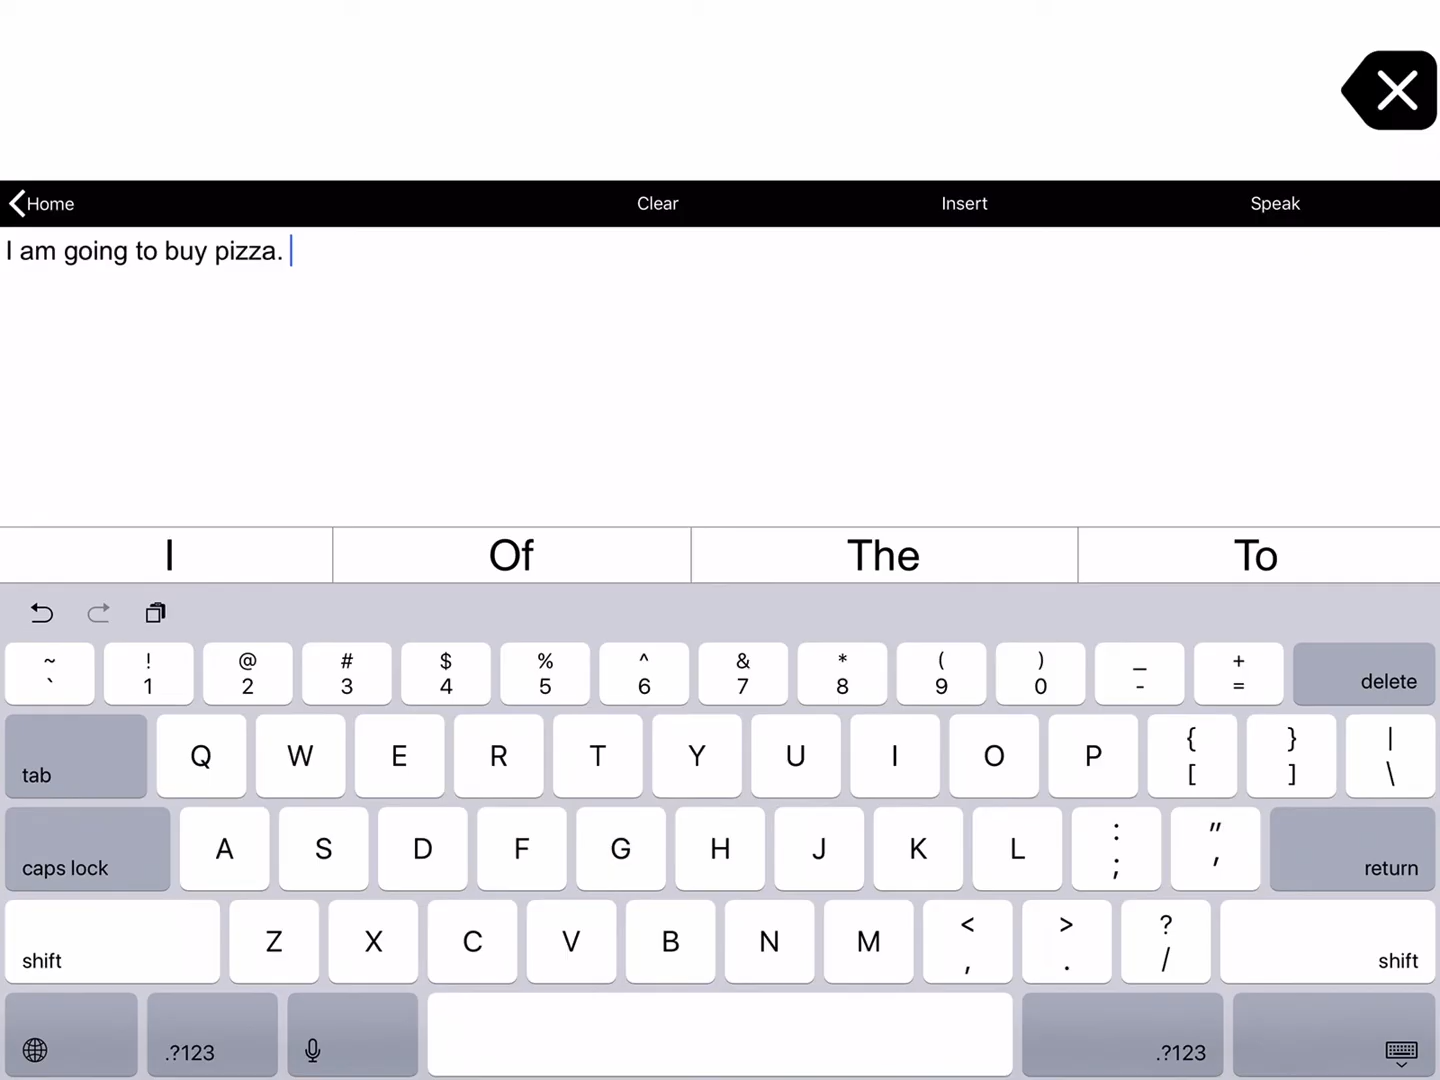 Home Clear Insert Speak
I am going to buy pizza.
I Of The To
~ ! @ # $ % ^ & * ( ) _ +
` 1 2 3 4 5 6 7 8 9 0 - = delete
tab Q W E R T Y U I O P { [ } ] | \
caps lock A S D F G H J K L : ; " ' return
shift Z X C V B N M < , > . ? / shift
.?123 .?123